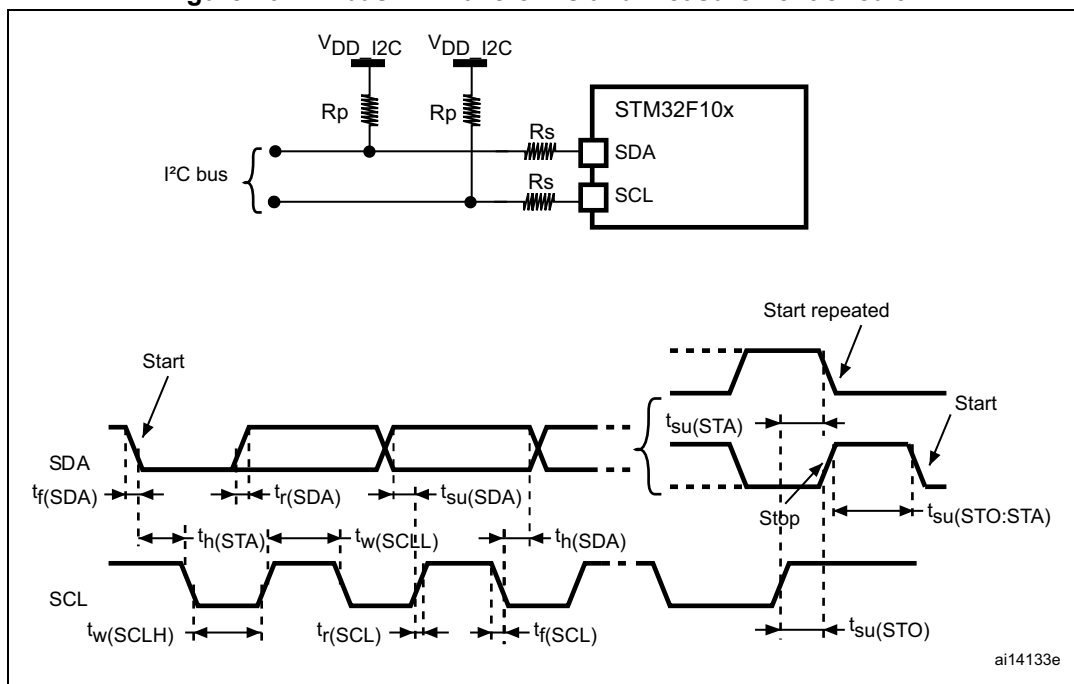 VDD_I2C VDD_I2C
Rp Rp
STM32F10x
Rs
SDA
I²C bus
Rs
SCL
Start repeated
Start
Start
tsu(STA)
SDA
tf(SDA) tr(SDA) tsu(SDA)
Stop
tsu(STO:STA)
th(STA) tw(SCLL) th(SDA)
SCL
tw(SCLH) tr(SCL) tf(SCL) tsu(STO)
ai14133e